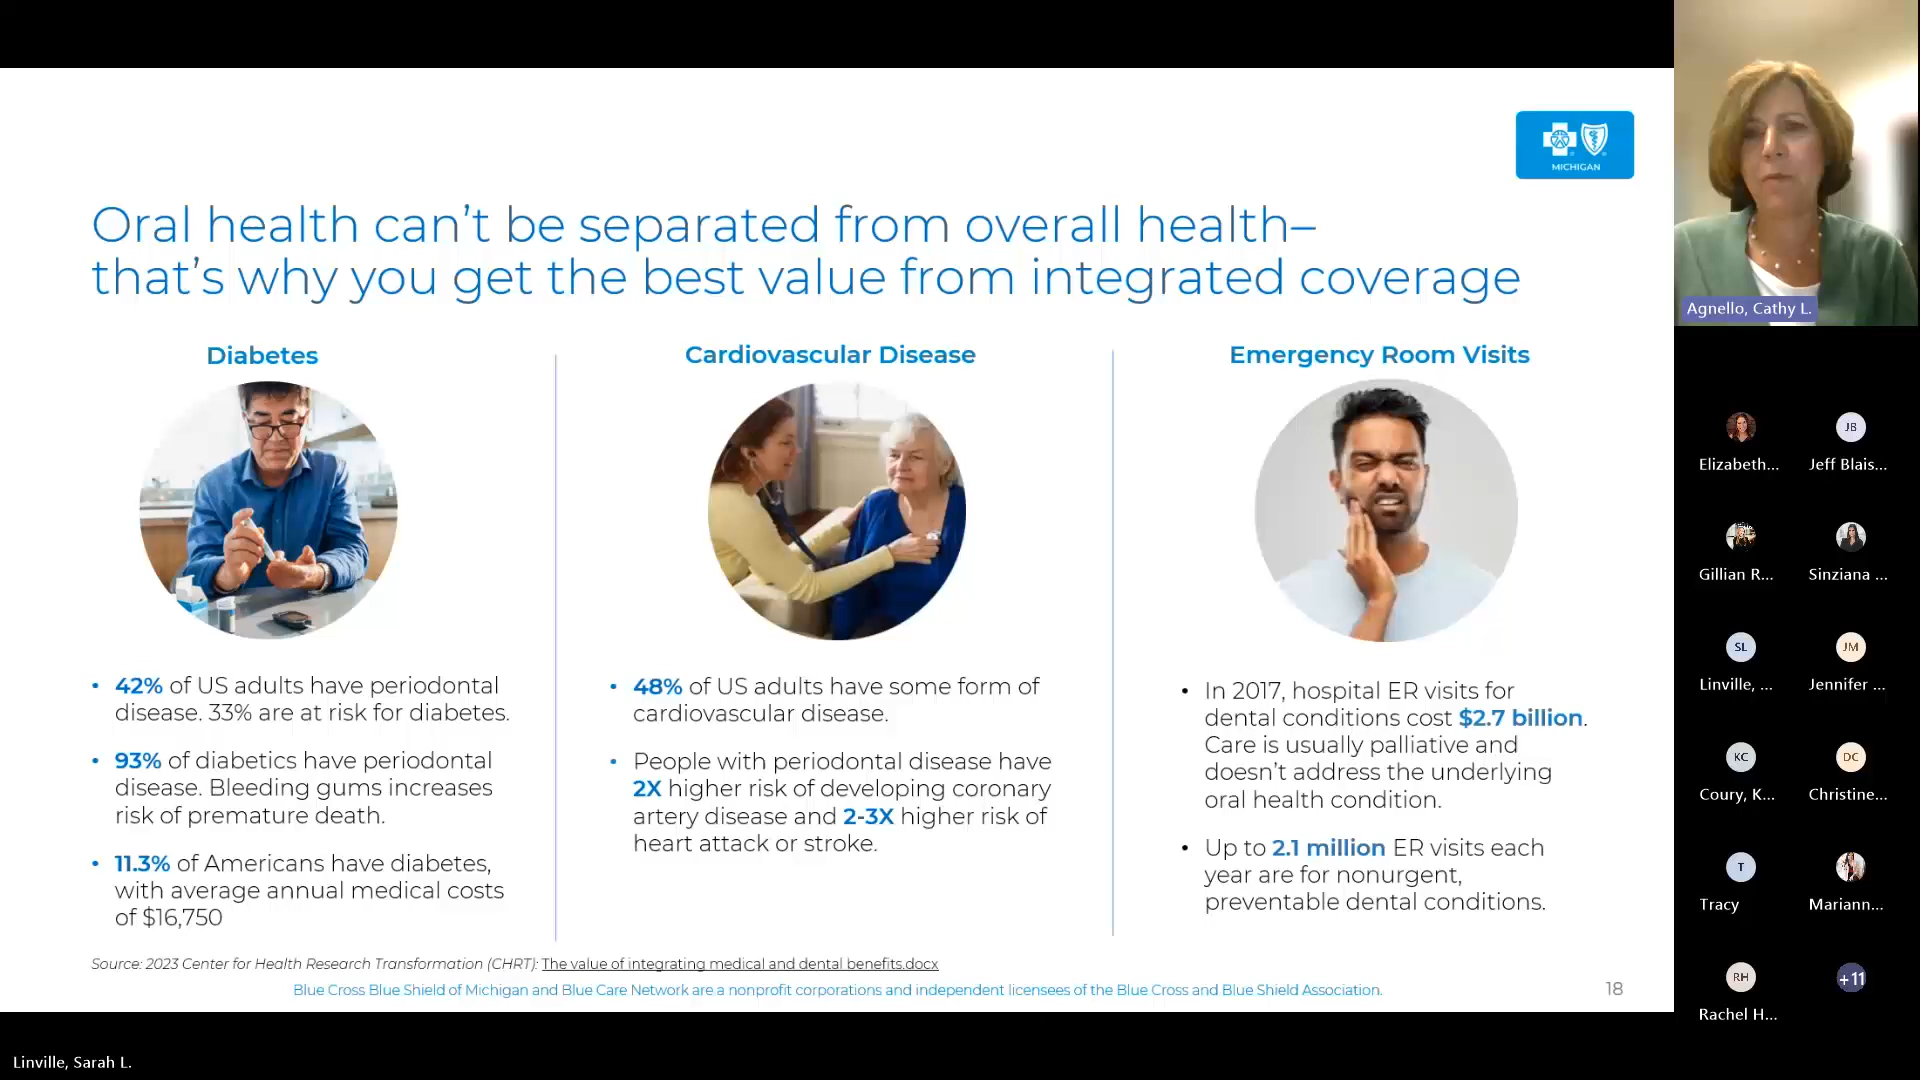 MICHIGAN
Oral health can't be separated from overall health–
that's why you get the best value from integrated coverage
Diabetes
42% of US adults have periodontal
disease. 33% are at risk for diabetes.
93% of diabetics have periodontal
disease. Bleeding gums increases
risk of premature death.
11.3% of Americans have diabetes,
with average annual medical costs
of $16,750
Cardiovascular Disease
48% of US adults have some form of
cardiovascular disease.
People with periodontal disease have
2X higher risk of developing coronary
artery disease and 2-3X higher risk of
heart attack or stroke.
Emergency Room Visits
In 2017, hospital ER visits for
dental conditions cost $2.7 billion.
Care is usually palliative and
doesn't address the underlying
oral health condition.
Up to 2.1 million ER visits each
year are for nonurgent,
preventable dental conditions.
Source: 2023 Center for Health Research Transformation (CHRT): The value of integrating medical and dental benefits.docx
Blue Cross Blue Shield of Michigan and Blue Care Network are a nonprofit corporations and independent licensees of the Blue Cross and Blue Shield Association.
18
Agnello, Cathy L.
Elizabeth...
JB
Jeff Blais...
Gillian R...
Sinziana ...
SL
Linville, ...
JM
Jennifer ...
KC
Coury, K...
DC
Christine...
T
Tracy
Mariann...
RH
Rachel H...
+11
Linville, Sarah L.